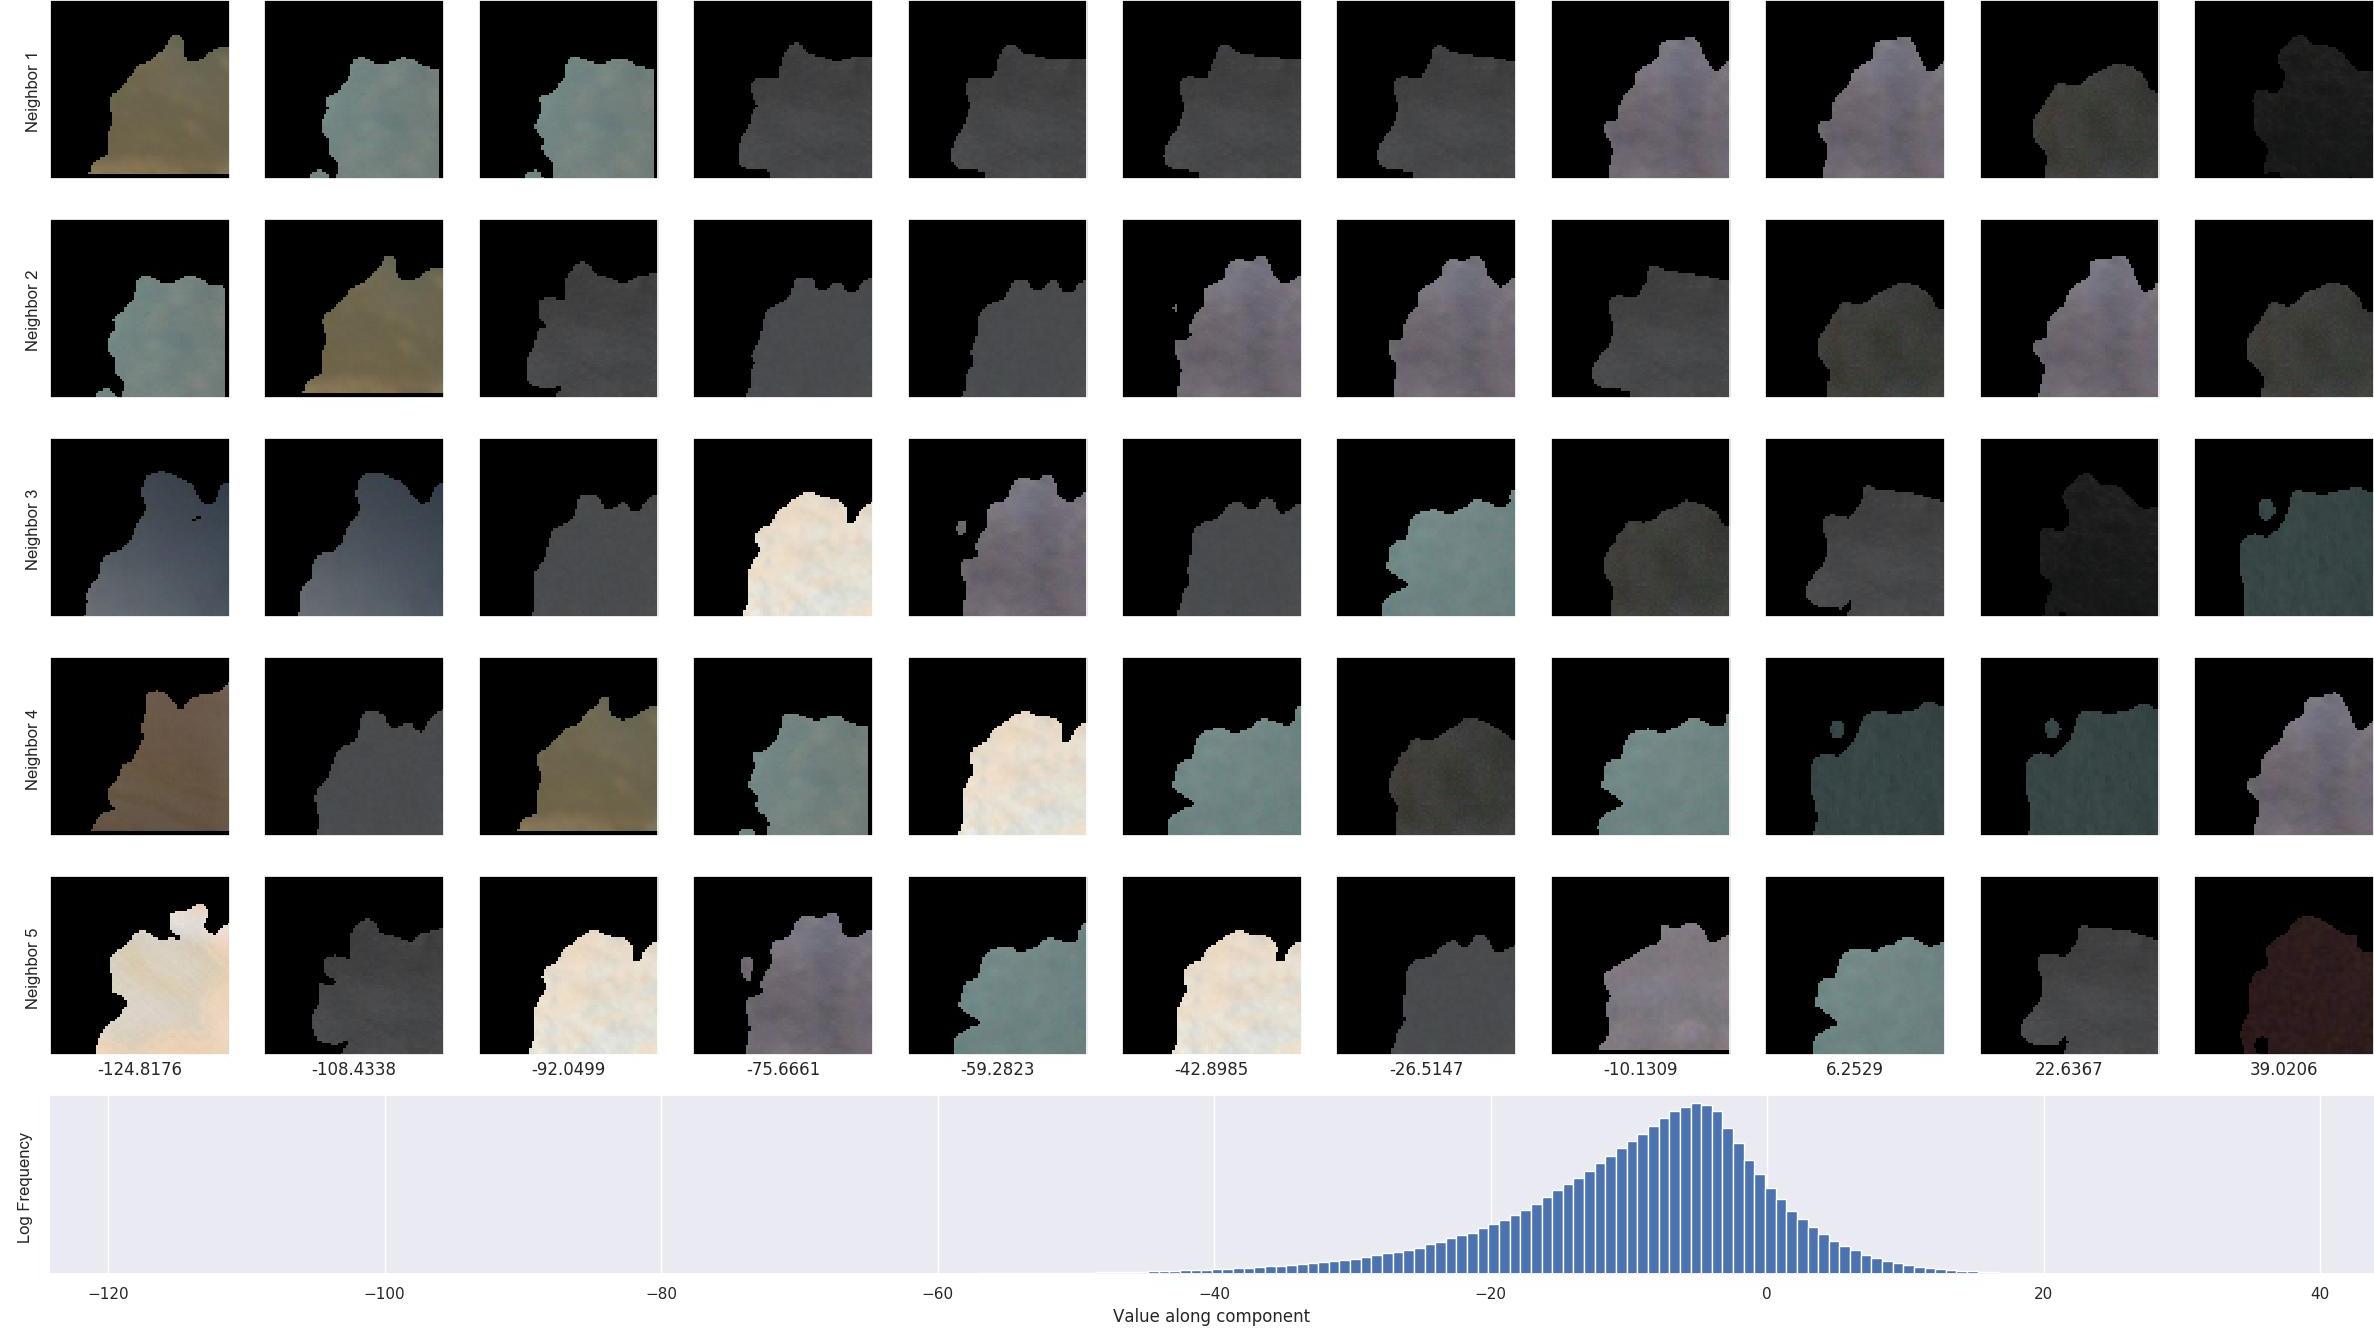 Neighbor 1
Neighbor 2
Neighbor 3
Neighbor 4
Neighbor 5
-124.8176 -108.4338 -92.0499 -75.6661 -59.2823 -42.8985 -26.5147 -10.1309 6.2529 22.6367 39.0206
Log Frequency
−120 −100 −80 −60 −40 −20 0 20 40
Value along component